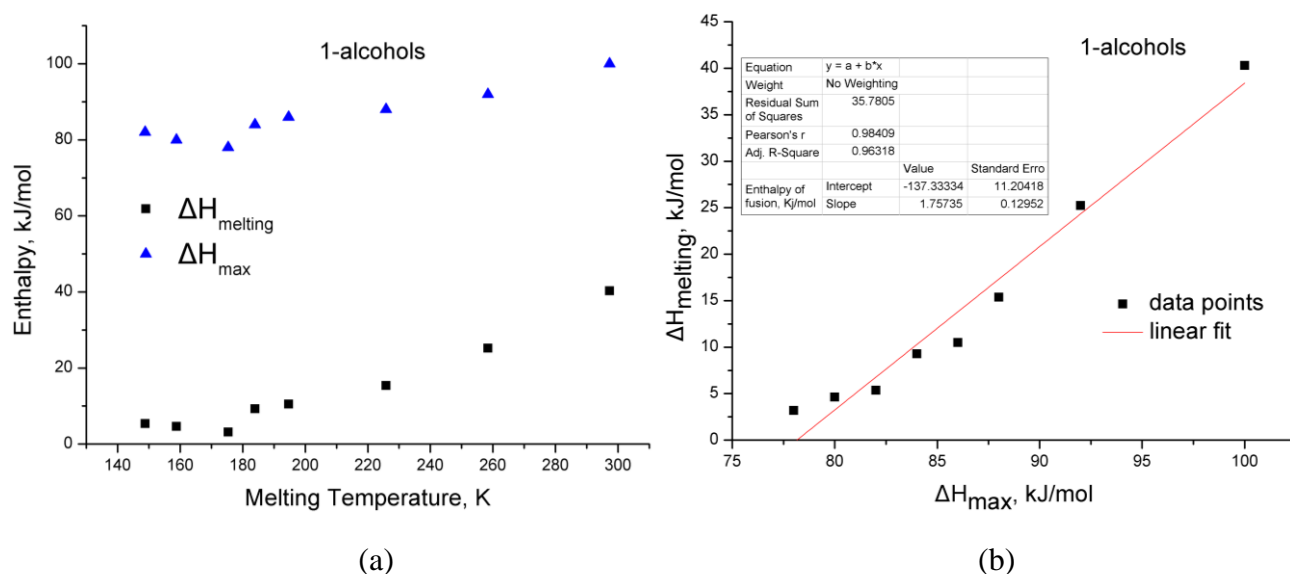 1-alcohols
100
80
60
40
20
0
Enthalpy, kJ/mol
ΔHmelting
ΔHmax
140 160 180 200 220 240 260 280 300
Melting Temperature, K
(a)
1-alcohols
45
40
35
30
25
20
15
10
5
0
ΔHmelting, kJ/mol
Equation y = a + b*x
Weight No Weighting
Residual Sum of Squares 35.7805
Pearson's r 0.98409
Adj. R-Square 0.96318
Value Standard Erro
Enthalpy of fusion, Kj/mol Intercept -137.33334 11.20418
Slope 1.75735 0.12952
data points
linear fit
75 80 85 90 95 100
ΔHmax, kJ/mol
(b)